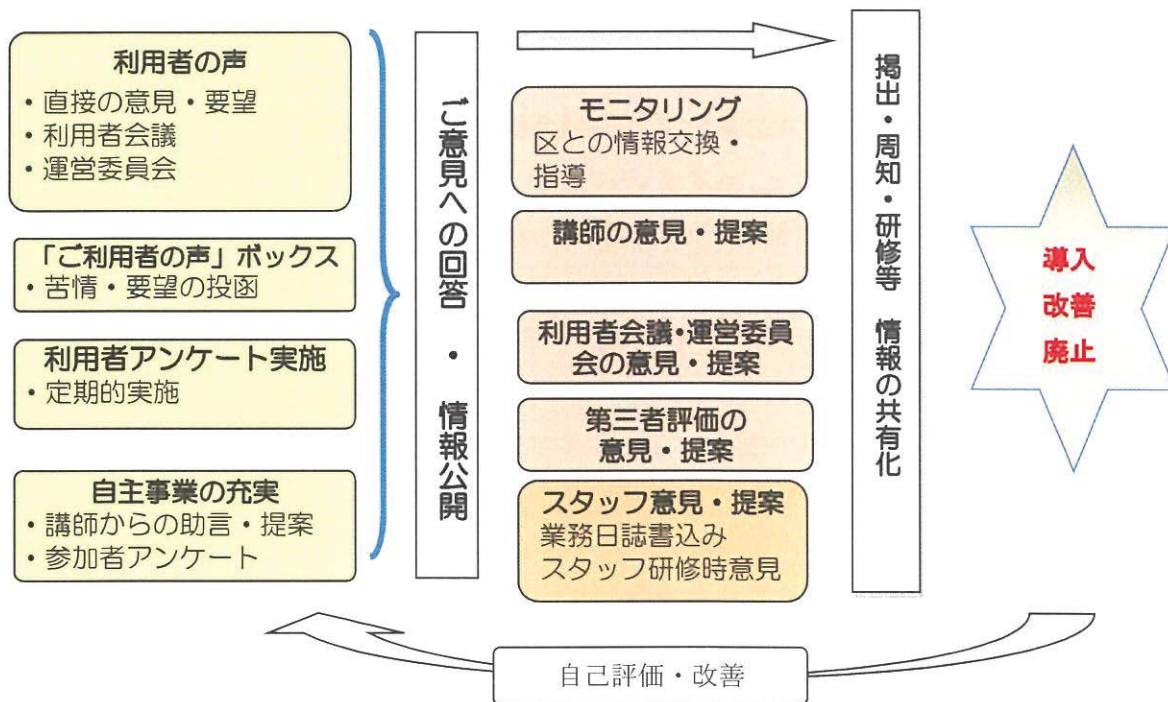 利用者の声
・直接の意見・要望
・利用者会議
・運営委員会
「ご利用者の声」ボックス
・苦情・要望の投函
利用者アンケート実施
・定期的実施
自主事業の充実
・講師からの助言・提案
・参加者アンケート
ご意見への回答・情報公開
モニタリング
区との情報交換・
指導
講師の意見・提案
利用者会議・運営委員
会の意見・提案
第三者評価の
意見・提案
スタッフ意見・提案
業務日誌書込み
スタッフ研修時意見
掲出・周知・研修等 情報の共有化
導入
改善
廃止
自己評価・改善